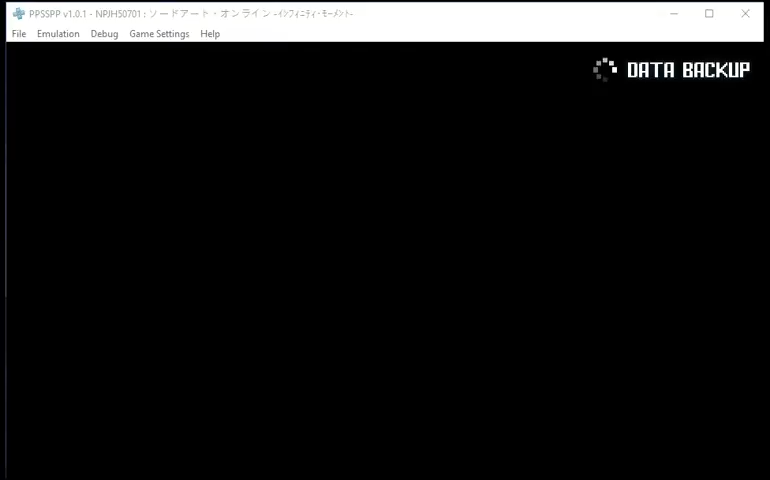 PPSSPP v1.0.1 - NPJH50701 : ソードアート・オンライン -インフィニティ・モーメント-
File Emulation Debug Game Settings Help
DATA BACKUP